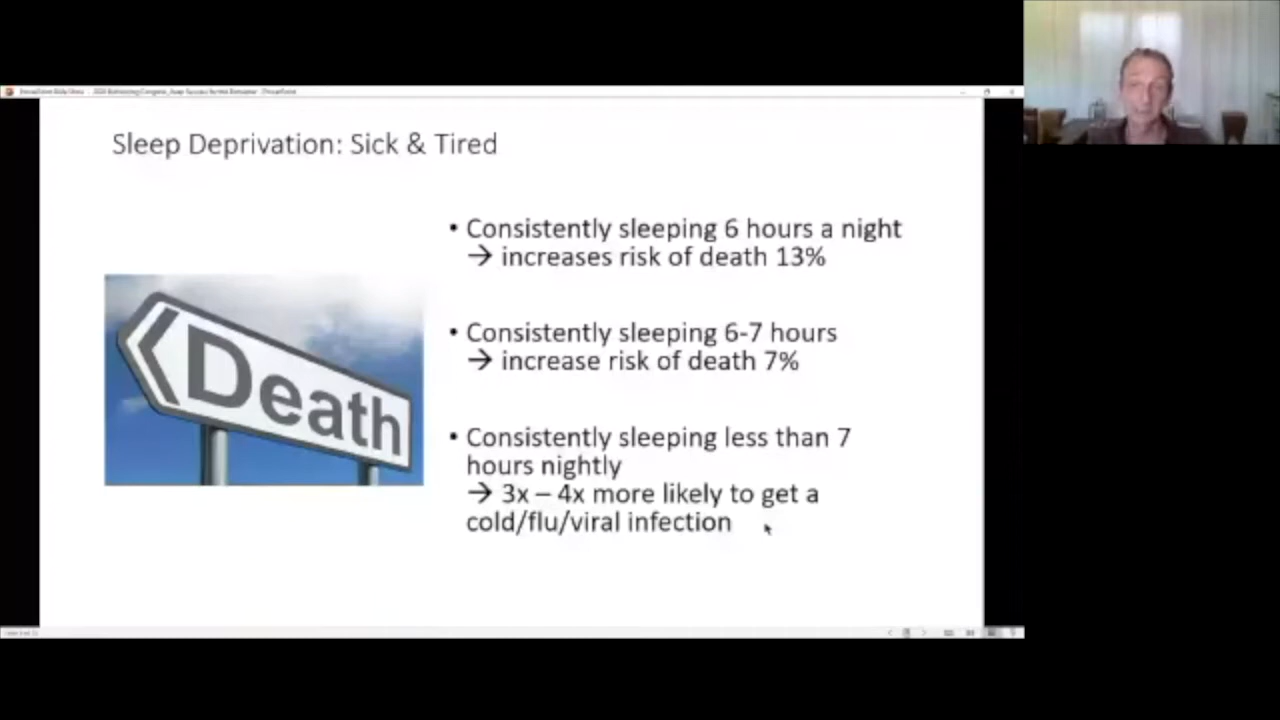 Sleep Deprivation: Sick & Tired
• Consistently sleeping 6 hours a night
→ increases risk of death 13%
• Consistently sleeping 6-7 hours
→ increase risk of death 7%
• Consistently sleeping less than 7
hours nightly
→ 3x – 4x more likely to get a
cold/flu/viral infection
Death